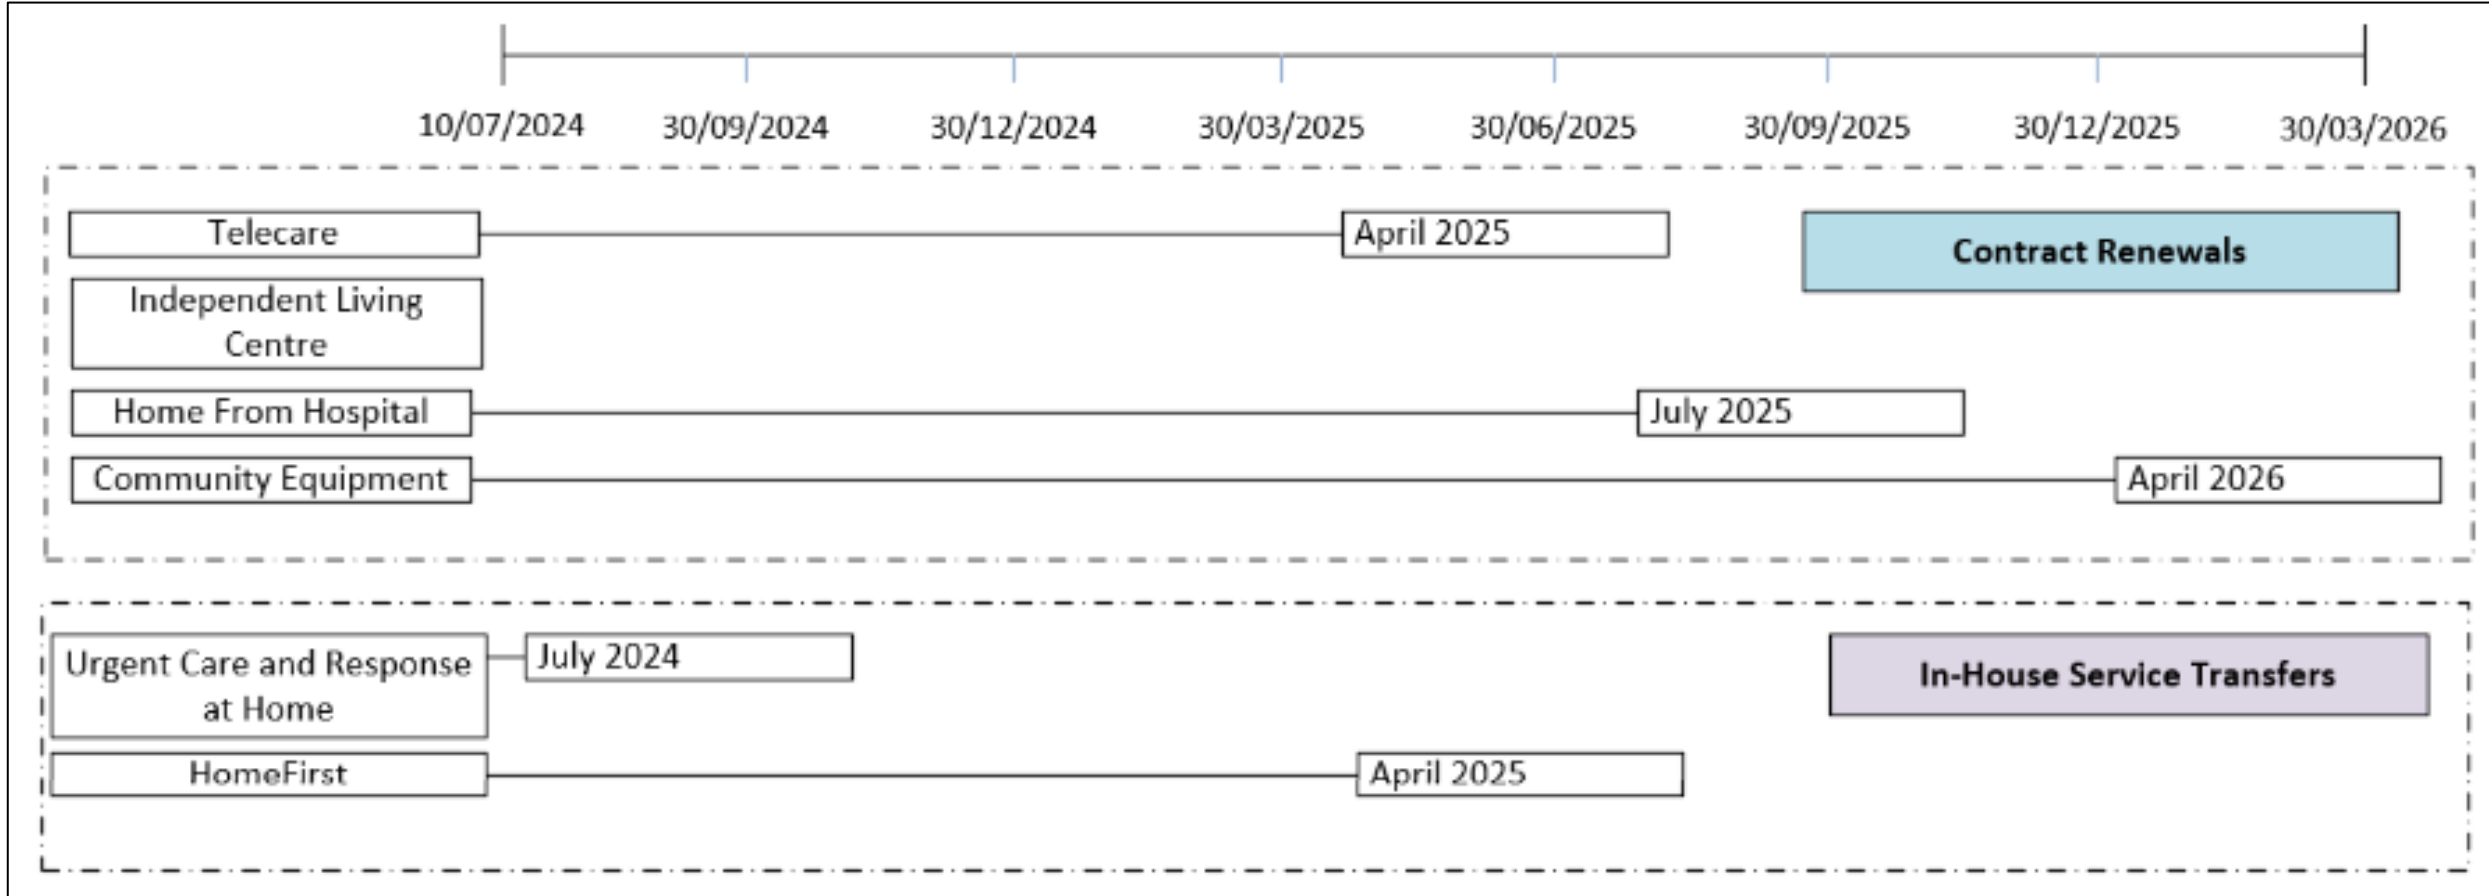 10/07/2024 30/09/2024 30/12/2024 30/03/2025 30/06/2025 30/09/2025 30/12/2025 30/03/2026
Telecare
April 2025
Contract Renewals
Independent Living
Centre
Home From Hospital
July 2025
Community Equipment
April 2026
Urgent Care and Response
at Home
July 2024
In-House Service Transfers
HomeFirst
April 2025